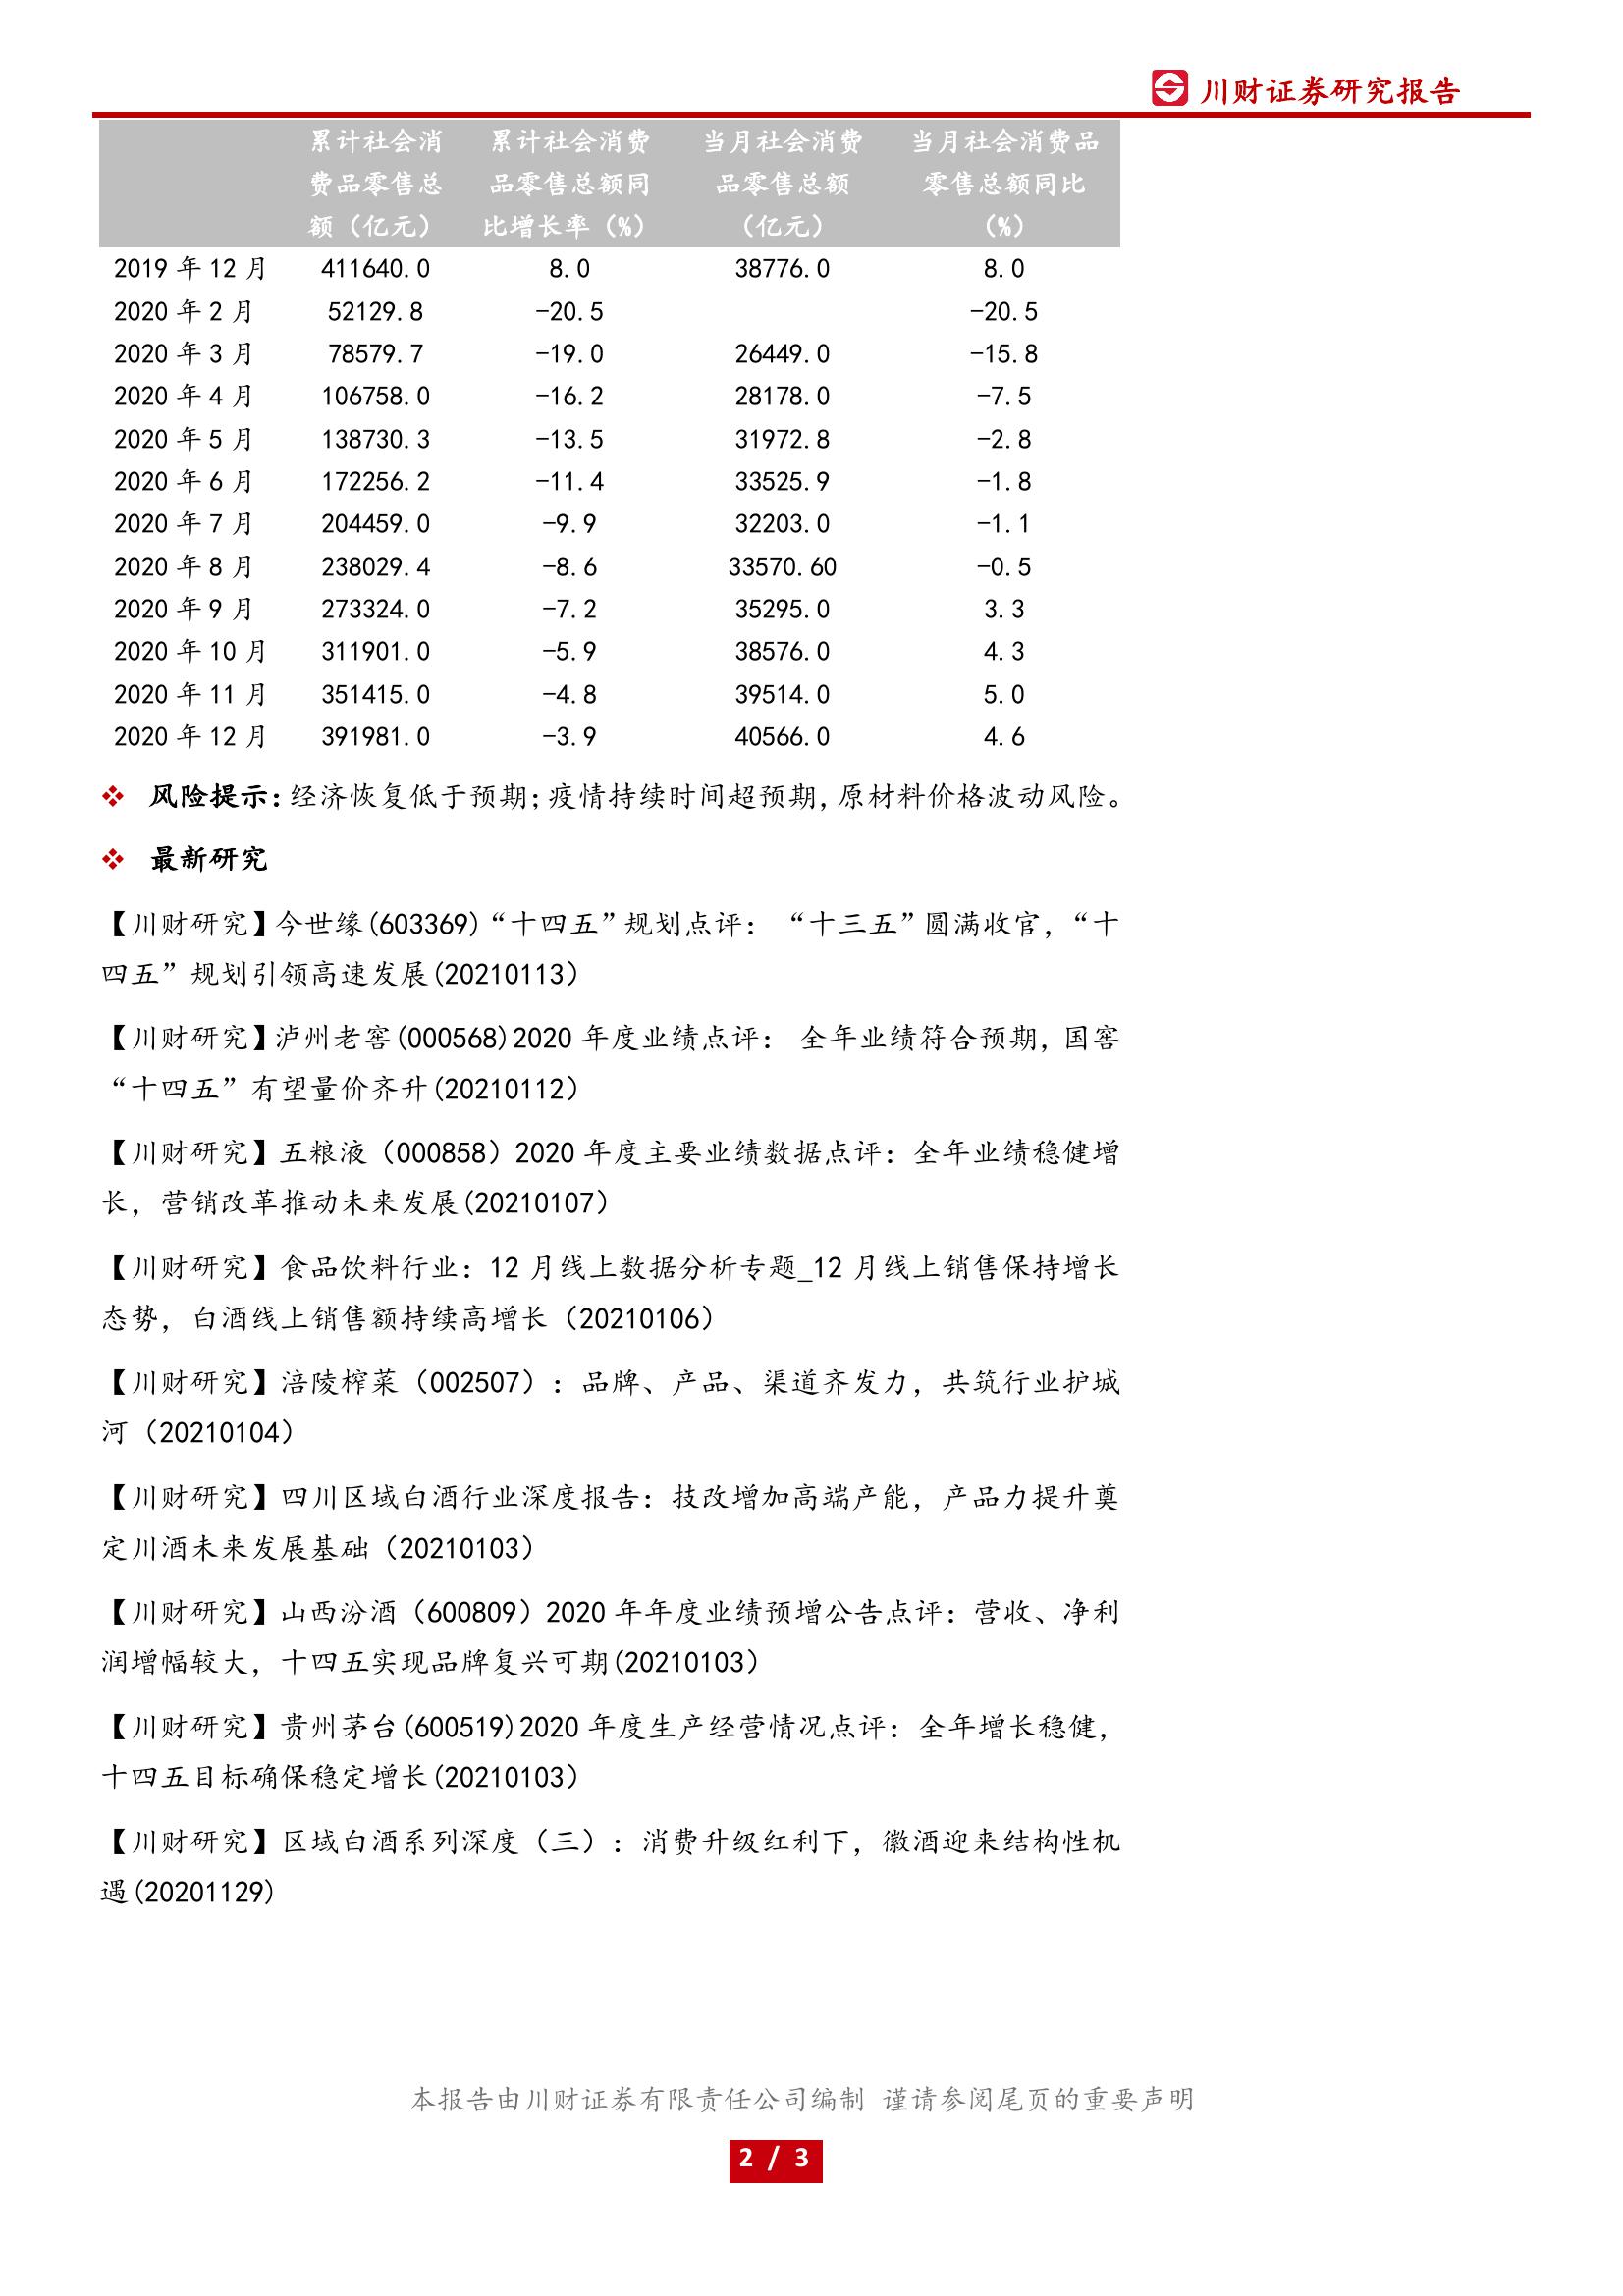 川财证券研究报告
累计社会消 累计社会消费 当月社会消费 当月社会消费品
费品零售总 品零售总额同 品零售总额 零售总额同比
额（亿元） 比增长率（%） （亿元） （%）
2019 年 12 月 411640.0 8.0 38776.0 8.0
2020 年 2 月 52129.8 -20.5 -20.5
2020 年 3 月 78579.7 -19.0 26449.0 -15.8
2020 年 4 月 106758.0 -16.2 28178.0 -7.5
2020 年 5 月 138730.3 -13.5 31972.8 -2.8
2020 年 6 月 172256.2 -11.4 33525.9 -1.8
2020 年 7 月 204459.0 -9.9 32203.0 -1.1
2020 年 8 月 238029.4 -8.6 33570.60 -0.5
2020 年 9 月 273324.0 -7.2 35295.0 3.3
2020 年 10 月 311901.0 -5.9 38576.0 4.3
2020 年 11 月 351415.0 -4.8 39514.0 5.0
2020 年 12 月 391981.0 -3.9 40566.0 4.6
❖ 风险提示：经济恢复低于预期；疫情持续时间超预期，原材料价格波动风险。
❖ 最新研究
【川财研究】今世缘(603369)“十四五”规划点评： “十三五”圆满收官，“十
四五”规划引领高速发展(20210113）
【川财研究】泸州老窖(000568)2020 年度业绩点评： 全年业绩符合预期，国窖
“十四五”有望量价齐升(20210112）
【川财研究】五粮液（000858）2020 年度主要业绩数据点评：全年业绩稳健增
长，营销改革推动未来发展(20210107）
【川财研究】食品饮料行业：12 月线上数据分析专题_12 月线上销售保持增长
态势，白酒线上销售额持续高增长（20210106）
【川财研究】涪陵榨菜（002507）：品牌、产品、渠道齐发力，共筑行业护城
河（20210104）
【川财研究】四川区域白酒行业深度报告：技改增加高端产能，产品力提升奠
定川酒未来发展基础（20210103）
【川财研究】山西汾酒（600809）2020 年年度业绩预增公告点评：营收、净利
润增幅较大，十四五实现品牌复兴可期(20210103）
【川财研究】贵州茅台(600519)2020 年度生产经营情况点评：全年增长稳健，
十四五目标确保稳定增长(20210103）
【川财研究】区域白酒系列深度（三）：消费升级红利下，徽酒迎来结构性机
遇(20201129)
本报告由川财证券有限责任公司编制 谨请参阅尾页的重要声明
2 / 3